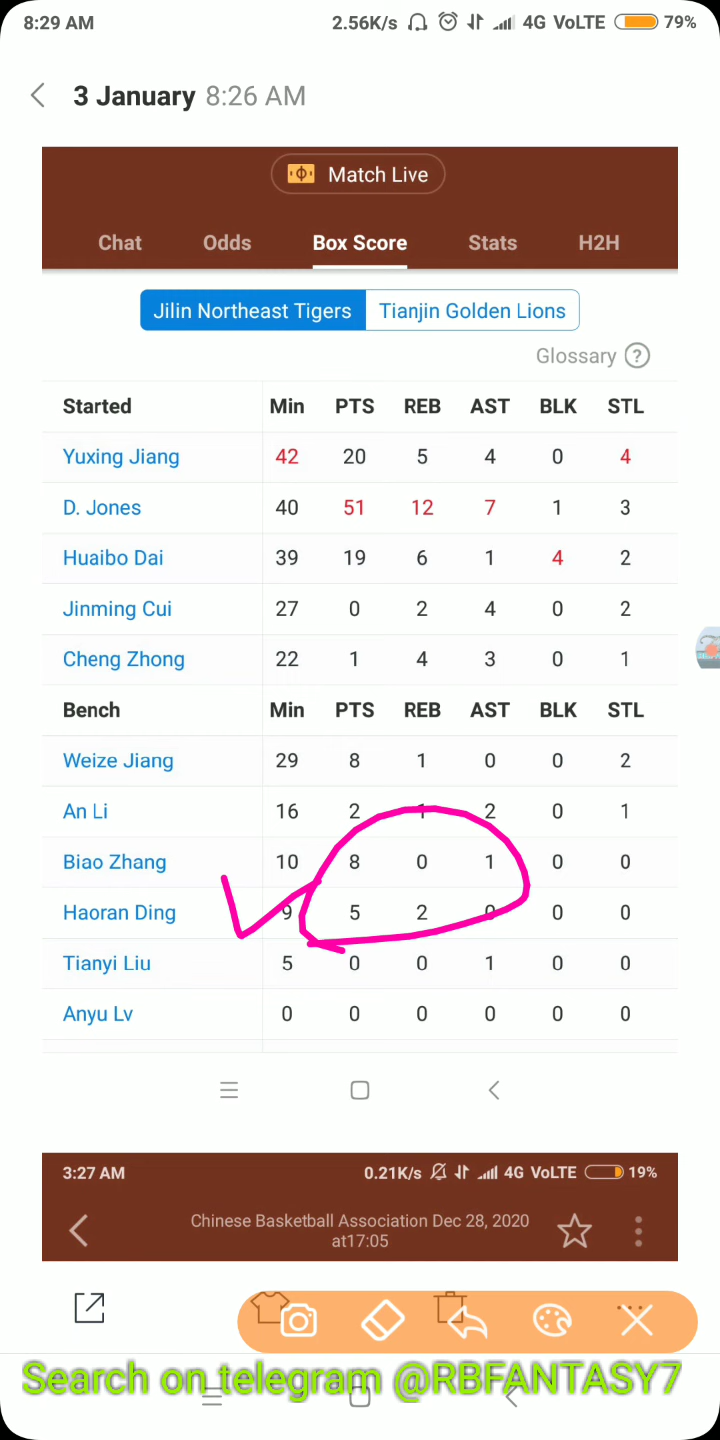 8:29 AM 2.56K/s 4G VoLTE 79%
3 January 8:26 AM
Match Live
Chat Odds Box Score Stats H2H
Jilin Northeast Tigers Tianjin Golden Lions
Glossary ?
Started Min PTS REB AST BLK STL
Yuxing Jiang 42 20 5 4 0 4
D. Jones 40 51 12 7 1 3
Huaibo Dai 39 19 6 1 4 2
Jinming Cui 27 0 2 4 0 2
Cheng Zhong 22 1 4 3 0 1
Bench Min PTS REB AST BLK STL
Weize Jiang 29 8 1 0 0 2
An Li 16 2 1 2 0 1
Biao Zhang 10 8 0 1 0 0
Haoran Ding 9 5 2 0 0 0
Tianyi Liu 5 0 0 1 0 0
Anyu Lv 0 0 0 0 0 0
3:27 AM 0.21K/s 4G VoLTE 19%
Chinese Basketball Association Dec 28, 2020
at17:05
Search on telegram @RBFANTASY7